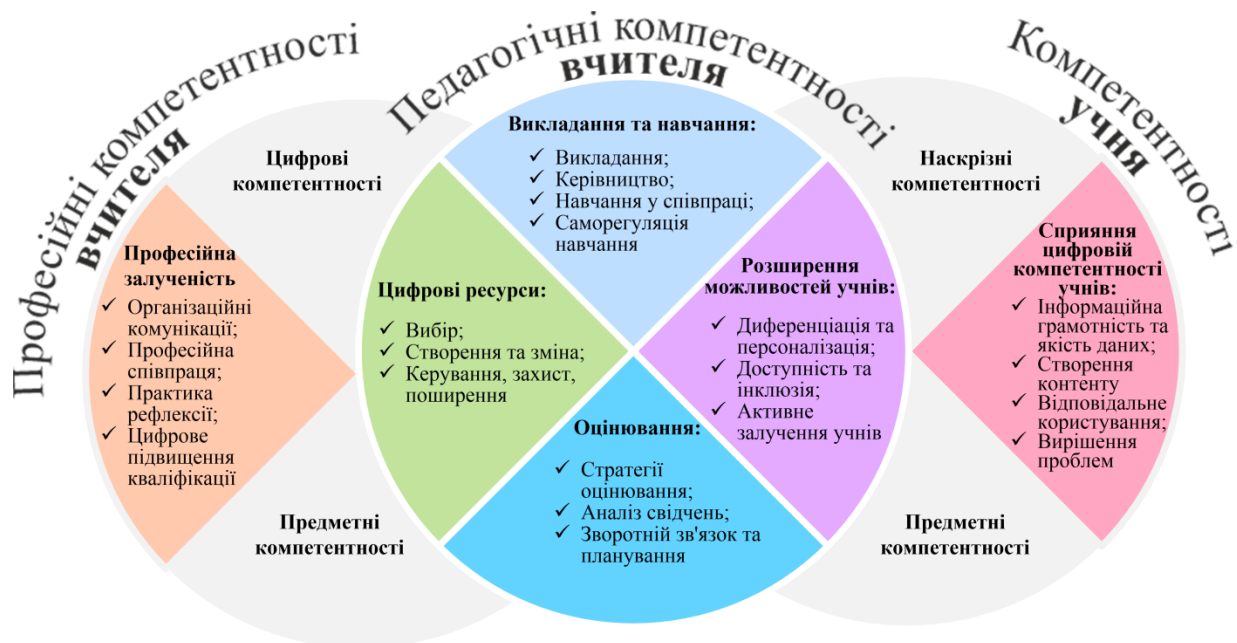 Професійні компетентності
вчителя
Педагогічні компетентності
вчителя
Компетентності
учня
Цифрові
компетентності
Професійна
залученість
✓ Організаційні
комунікації;
✓ Професійна
співпраця;
✓ Практика
рефлексії;
✓ Цифрове
підвищення
кваліфікації
Предметні
компетентності
Викладання та навчання:
✓ Викладання;
✓ Керівництво;
✓ Навчання у співпраці;
✓ Саморегуляція
навчання
Цифрові ресурси:
✓ Вибір;
✓ Створення та зміна;
✓ Керування, захист,
поширення
Розширення
можливостей учнів:
✓ Диференціація та
персоналізація;
✓ Доступність та
інклюзія;
✓ Активне
залучення учнів
Оцінювання:
✓ Стратегії
оцінювання;
✓ Аналіз свідчень;
✓ Зворотній зв'язок та
планування
Наскрізні
компетентності
Сприяння
цифровій
компетентності
учнів:
✓ Інформаційна
грамотність та
якість даних;
✓ Створення
контенту
✓ Відповідальне
користування;
✓ Вирішення
проблем
Предметні
компетентності